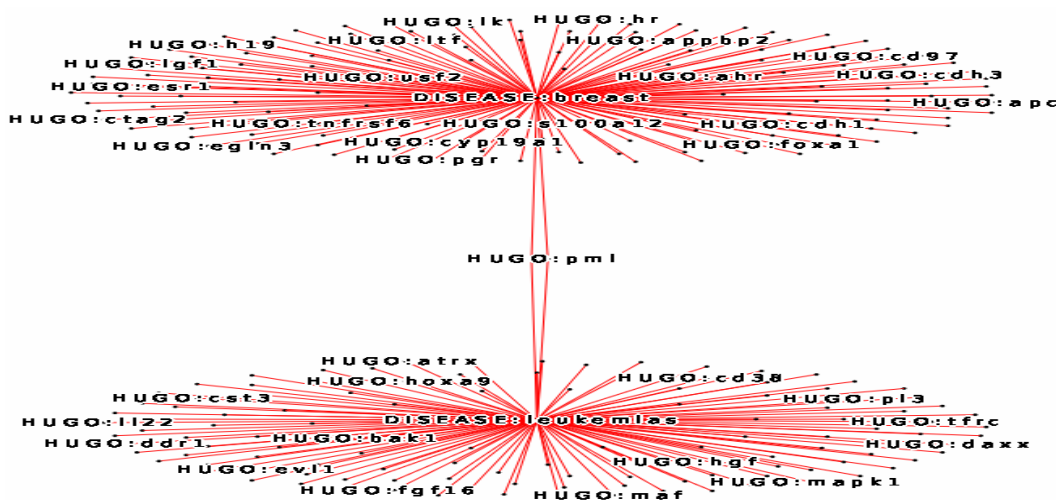 HUGO:lk HUGO:hr
HUGO:h19 HUGO:ltf HUGO:appbp2
HUGO:cd97
HUGO:igf1 HUGO:usf2 HUGO:ahr HUGO:cdh3
HUGO:esr1 DISEASE:breast HUGO:apc
HUGO:ctag2 HUGO:tnfrsf6 HUGO:s100a12 HUGO:cdh1
HUGO:egln3 HUGO:cyp19a1 HUGO:foxa1
HUGO:pgr
HUGO:pml
HUGO:atrx
HUGO:hoxa9 HUGO:cd38
HUGO:cst3 HUGO:pi3
HUGO:il22 DISEASE:leukemias HUGO:tfrc
HUGO:ddr1 HUGO:bak1 HUGO:daxx
HUGO:evi1 HUGO:hgf
HUGO:fgf16 HUGO:maf HUGO:mapk1